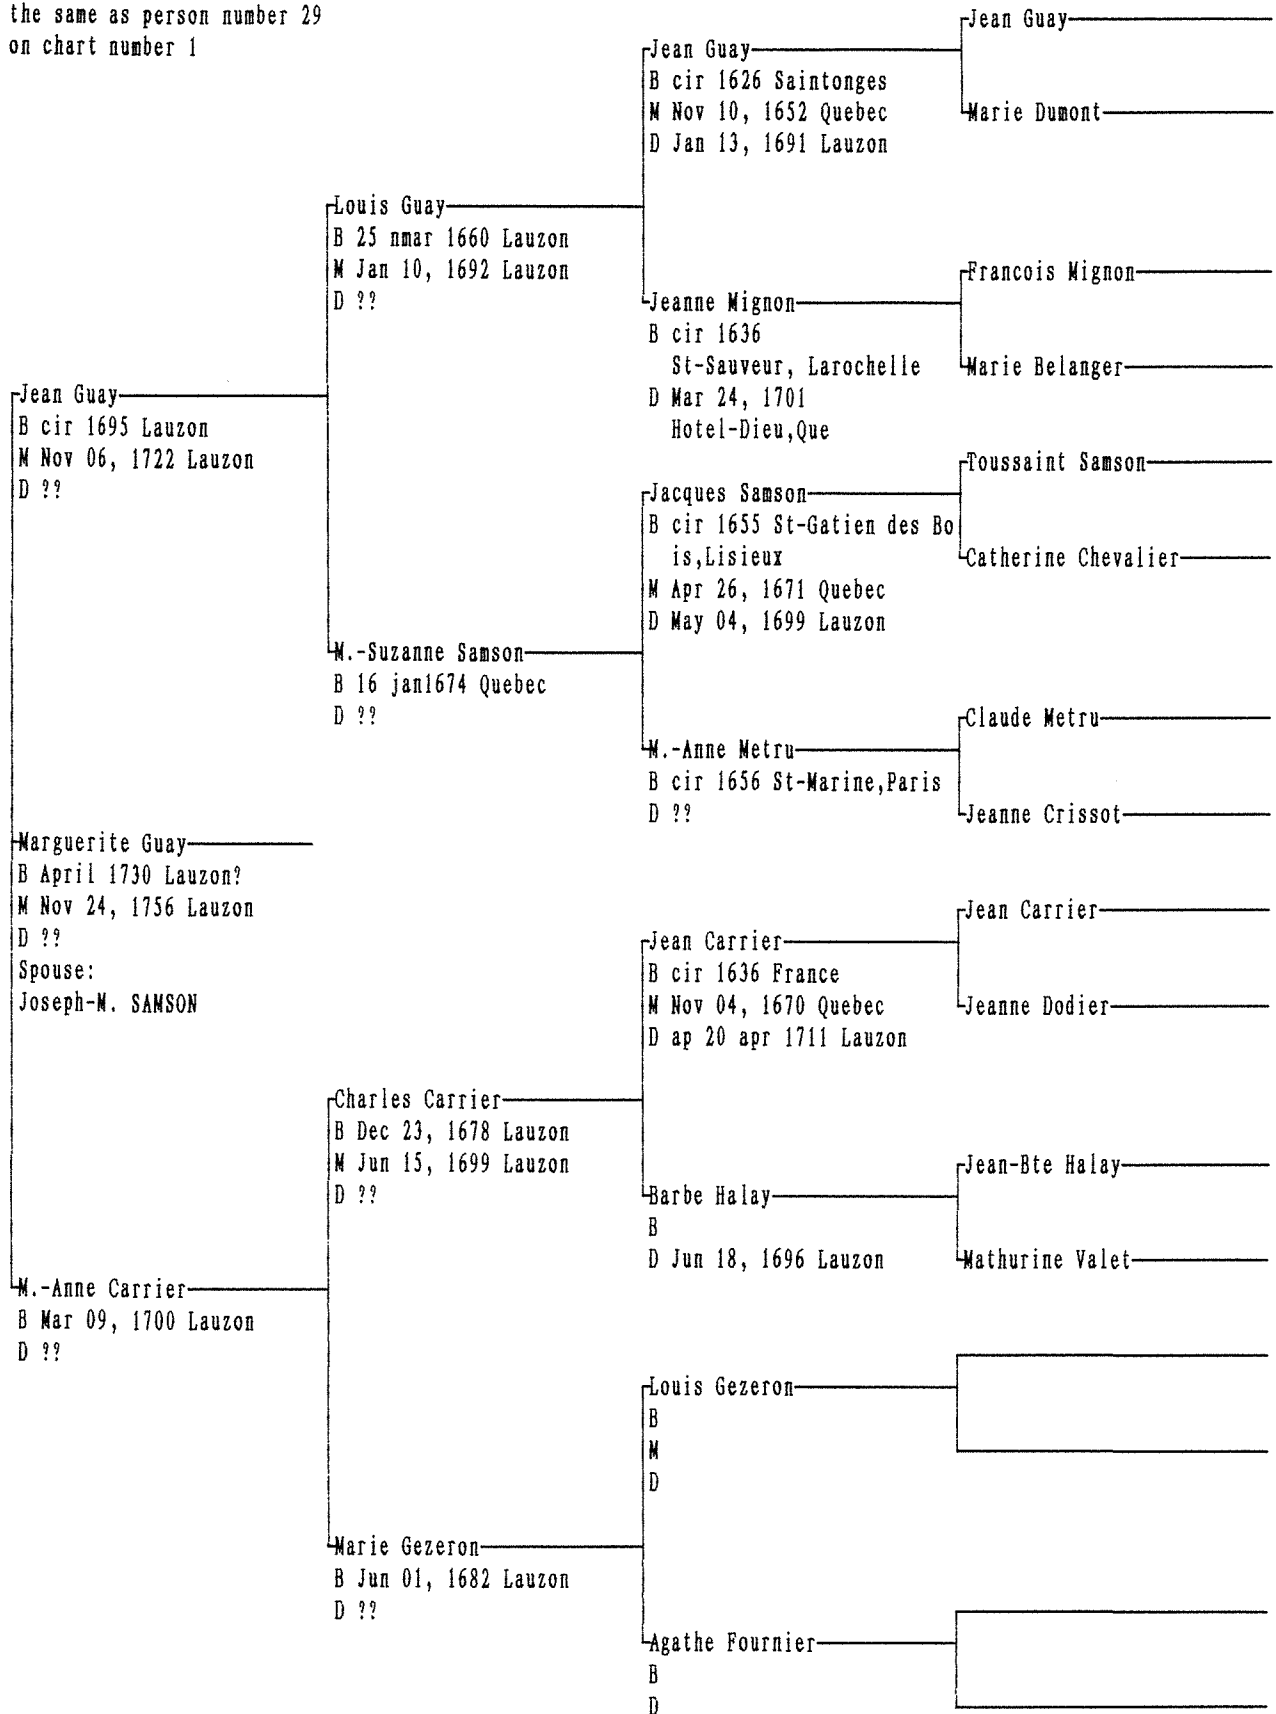 the same as person number 29
on chart number 1
Jean Guay
Jean Guay
B cir 1626 Saintonges
M Nov 10, 1652 Quebec
D Jan 13, 1691 Lauzon
Marie Dumont
Louis Guay
B 25 nmar 1660 Lauzon
M Jan 10, 1692 Lauzon
D ??
Francois Mignon
Jeanne Mignon
B cir 1636
St-Sauveur, Larochelle
D Mar 24, 1701
Hotel-Dieu,Que
Marie Belanger
Jean Guay
B cir 1695 Lauzon
M Nov 06, 1722 Lauzon
D ??
Toussaint Samson
Jacques Samson
B cir 1655 St-Gatien des Bo
is,Lisieux
M Apr 26, 1671 Quebec
D May 04, 1699 Lauzon
Catherine Chevalier
M.-Suzanne Samson
B 16 jan1674 Quebec
D ??
Claude Metru
M.-Anne Metru
B cir 1656 St-Marine,Paris
D ??
Jeanne Crissot
Marguerite Guay
B April 1730 Lauzon?
M Nov 24, 1756 Lauzon
D ??
Spouse:
Joseph-M. SAMSON
Jean Carrier
Jean Carrier
B cir 1636 France
M Nov 04, 1670 Quebec
D ap 20 apr 1711 Lauzon
Jeanne Dodier
Charles Carrier
B Dec 23, 1678 Lauzon
M Jun 15, 1699 Lauzon
D ??
Jean-Bte Halay
Barbe Halay
B
D Jun 18, 1696 Lauzon
Mathurine Valet
M.-Anne Carrier
B Mar 09, 1700 Lauzon
D ??
Louis Gezeron
B
M
D
Marie Gezeron
B Jun 01, 1682 Lauzon
D ??
Agathe Fournier
B
D